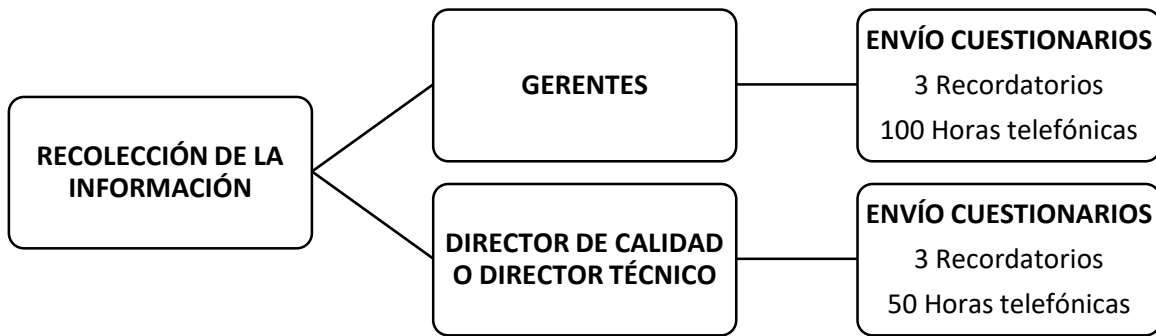 RECOLECCIÓN DE LA
INFORMACIÓN
GERENTES
ENVÍO CUESTIONARIOS
3 Recordatorios
100 Horas telefónicas
DIRECTOR DE CALIDAD
O DIRECTOR TÉCNICO
ENVÍO CUESTIONARIOS
3 Recordatorios
50 Horas telefónicas